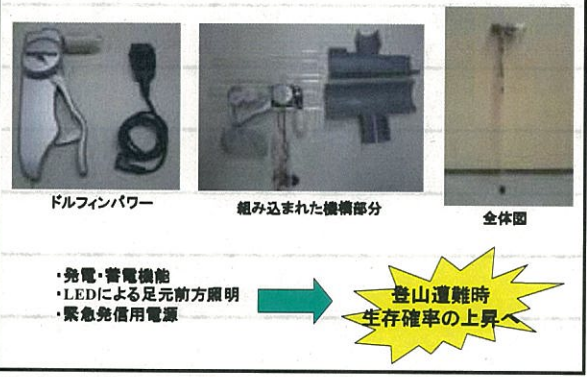 ドルフィンパワー
組み込まれた機構部分
全体図
・発電・蓄電機能
・LEDによる足元前方照明
・緊急発信用電源
登山遭難時
生存確率の上昇へ